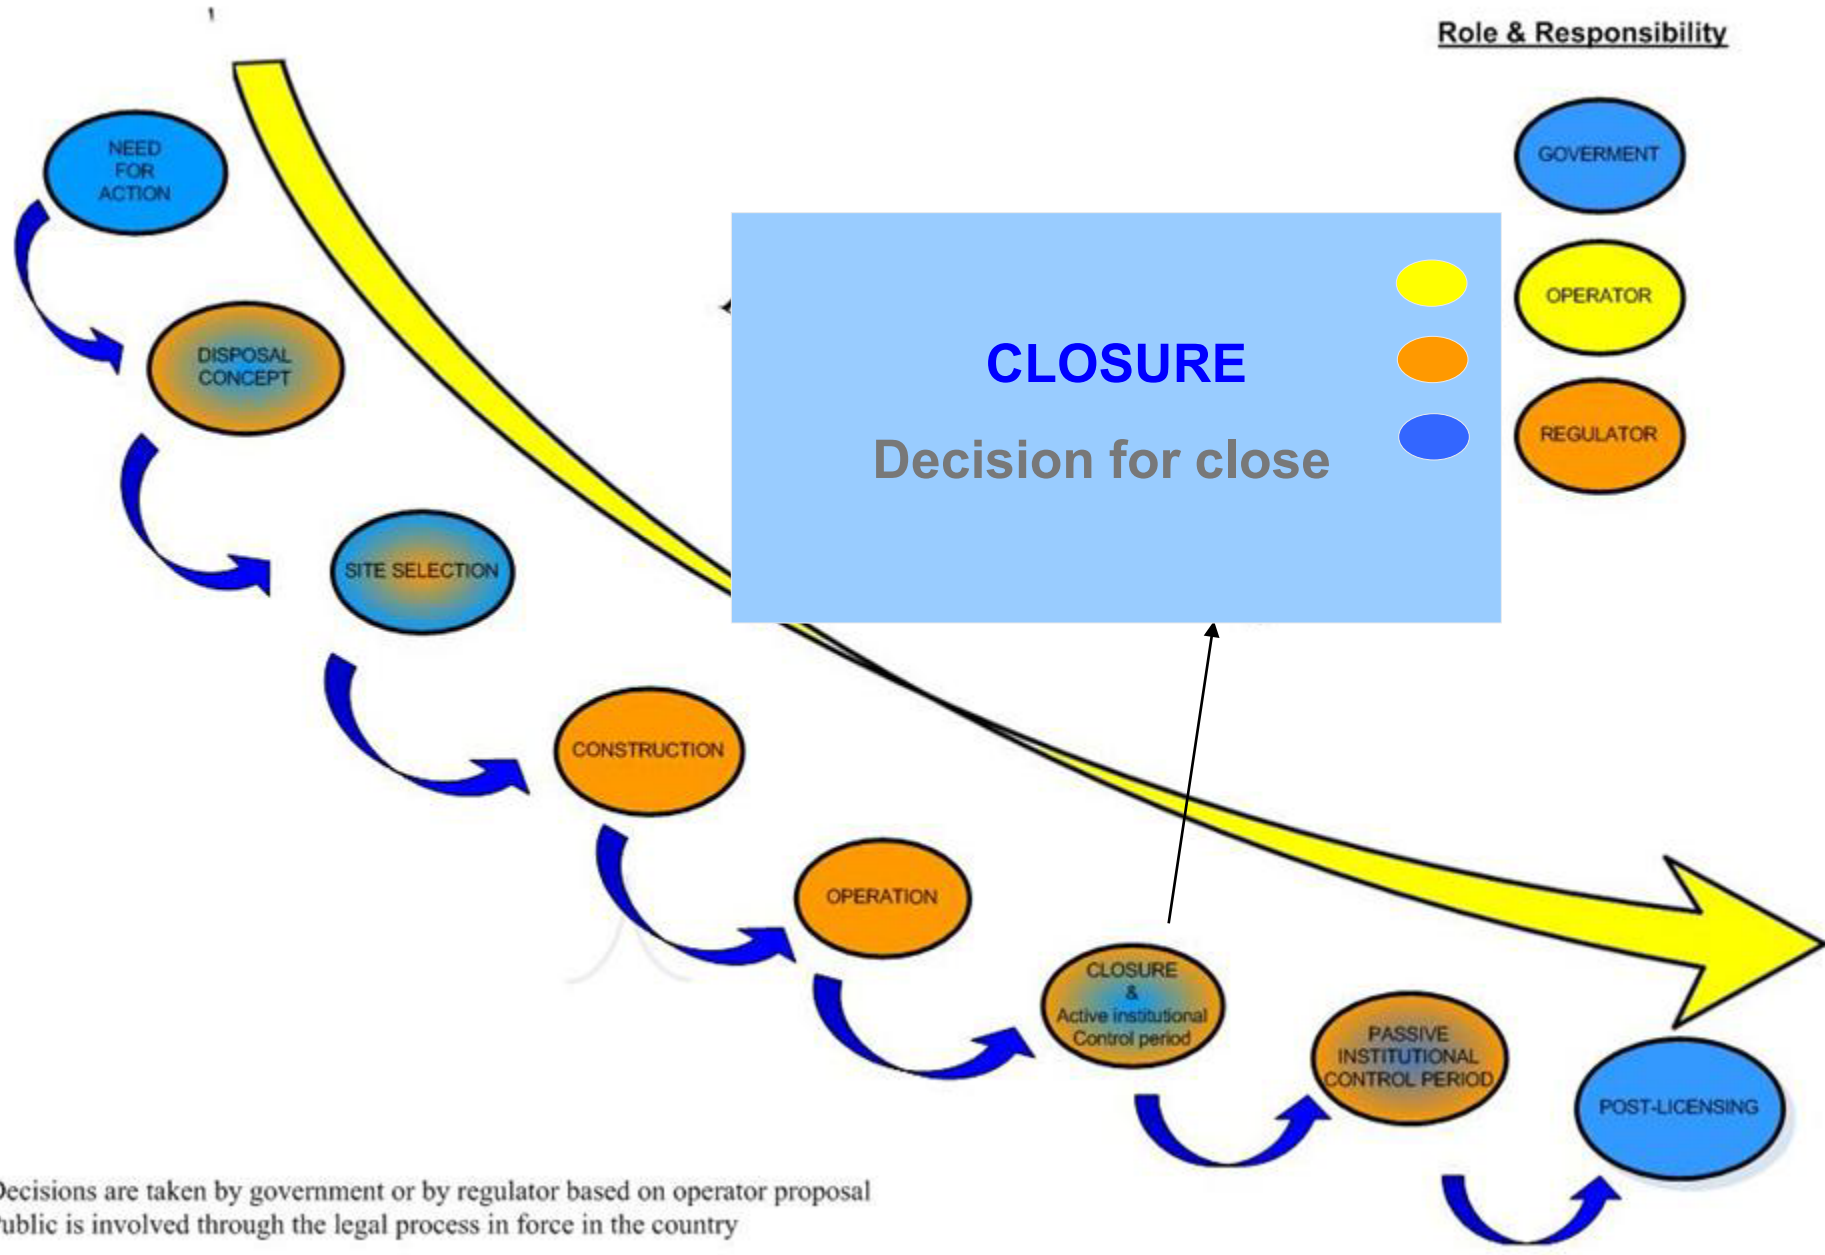 Role & Responsibility
NEED
FOR
ACTION
GOVERMENT
OPERATOR
REGULATOR
CLOSURE
Decision for close
DISPOSAL
CONCEPT
SITE SELECTION
CONSTRUCTION
OPERATION
CLOSURE
&
Active institutional
Control period
PASSIVE
INSTITUTIONAL
CONTROL PERIOD
POST-LICENSING
Decisions are taken by government or by regulator based on operator proposal
Public is involved through the legal process in force in the country